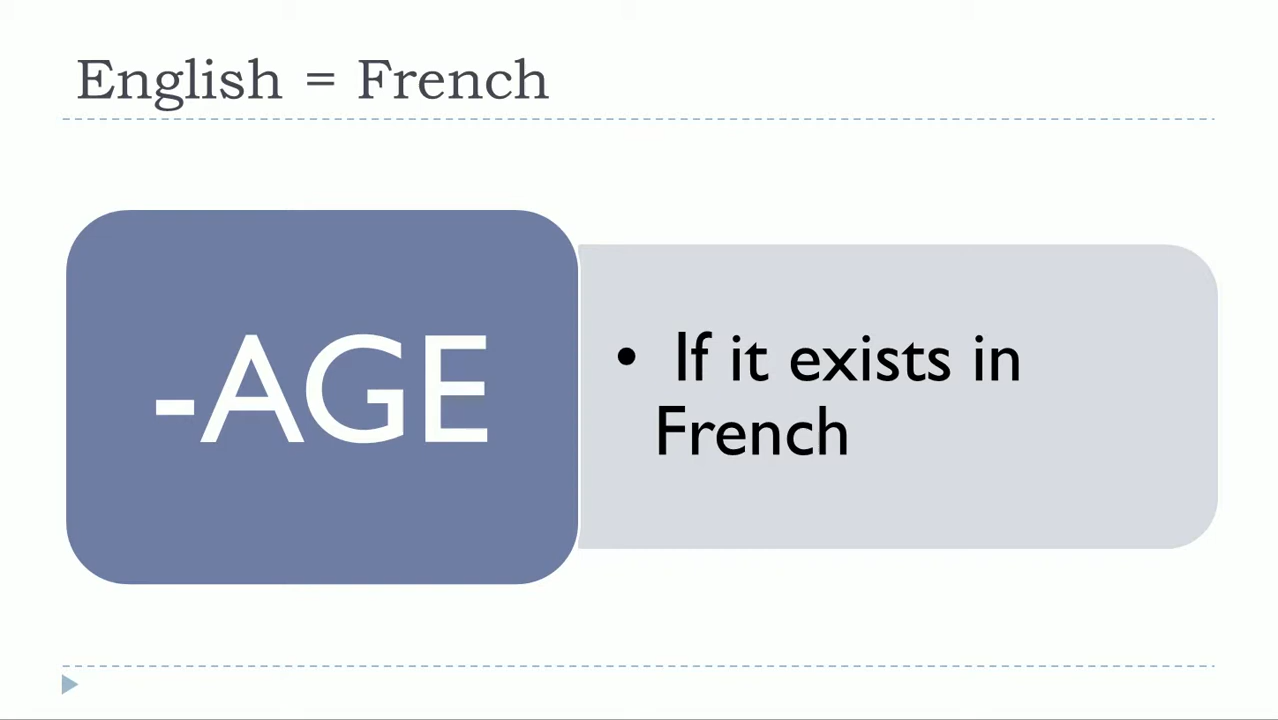 English = French
-AGE
• If it exists in
French